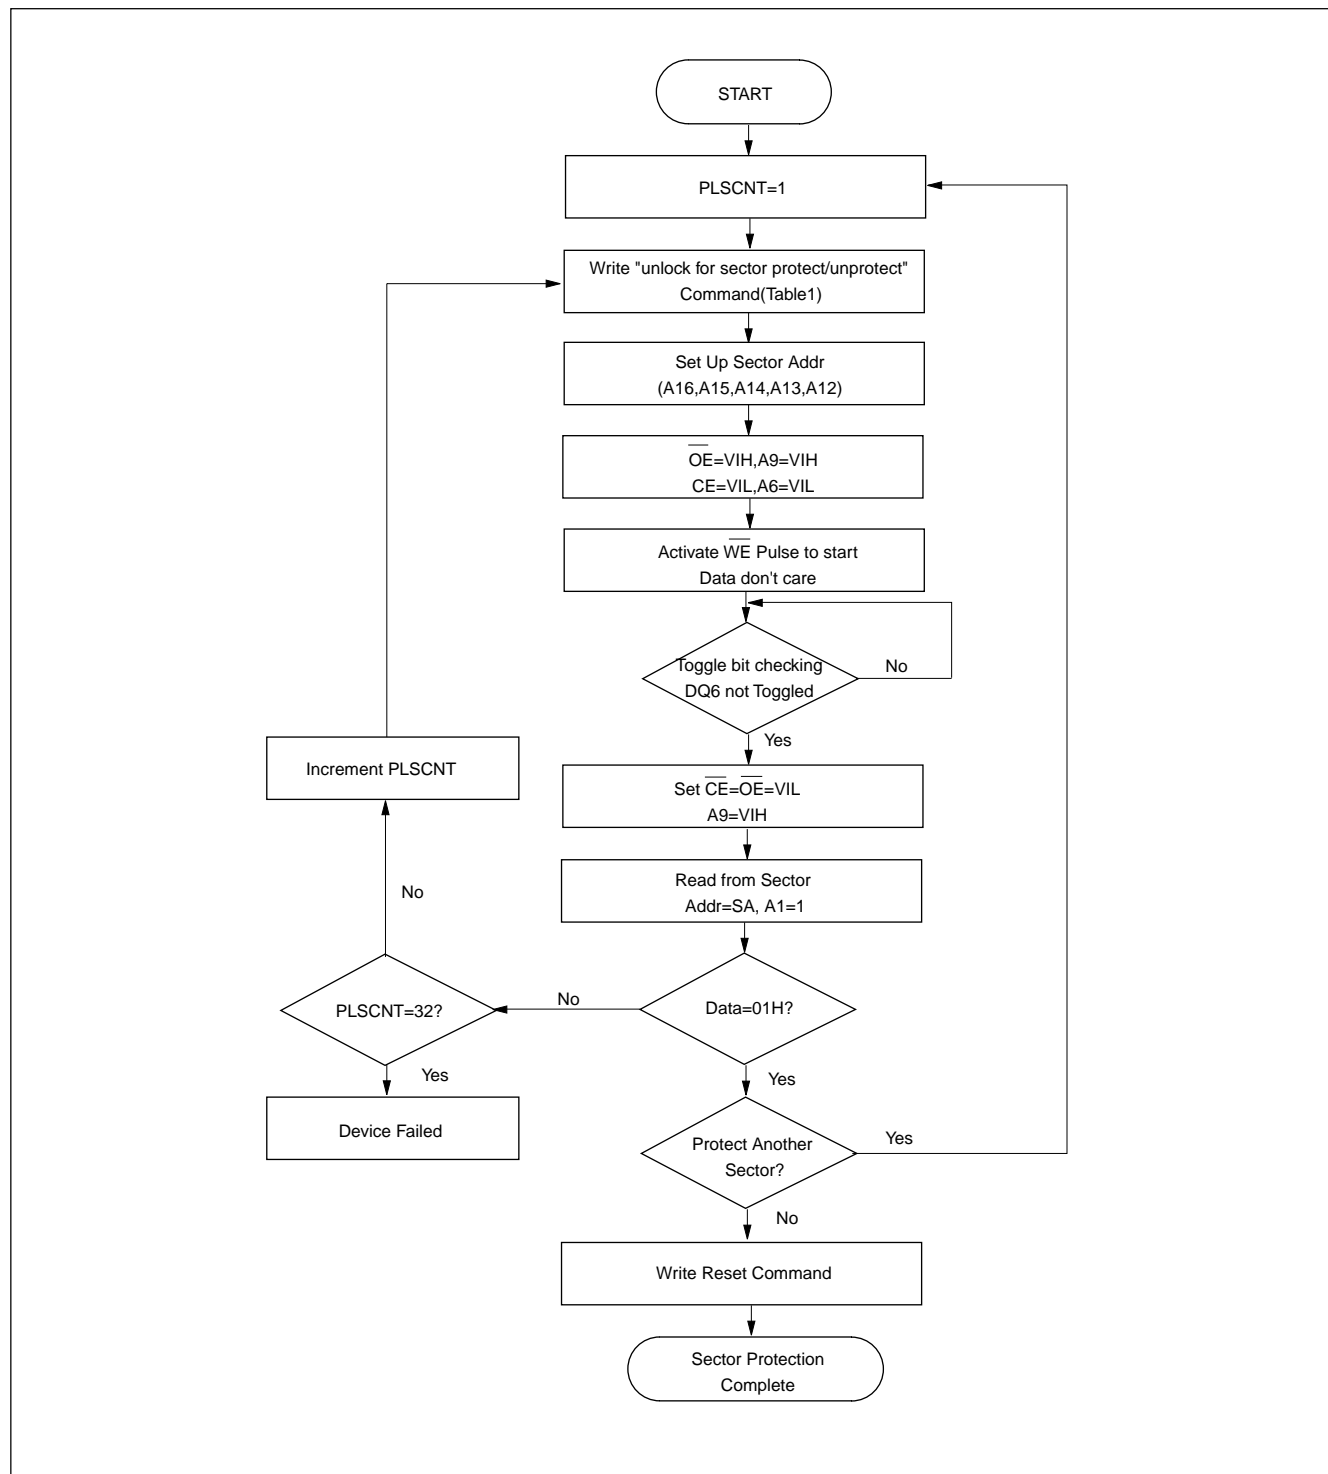 START
PLSCNT=1
Write "unlock for sector protect/unprotect"
Command(Table1)
Set Up Sector Addr
(A16,A15,A14,A13,A12)
O̅E̅=VIH,A9=VIH
CE=VIL,A6=VIL
Activate W̅E̅ Pulse to start
Data don't care
Toggle bit checking
DQ6 not Toggled
No
Yes
Increment PLSCNT
Set C̅E̅=O̅E̅=VIL
A9=VIH
Read from Sector
Addr=SA, A1=1
No
PLSCNT=32?
No
Data=01H?
Yes
Yes
Device Failed
Protect Another
Sector?
Yes
No
Write Reset Command
Sector Protection
Complete